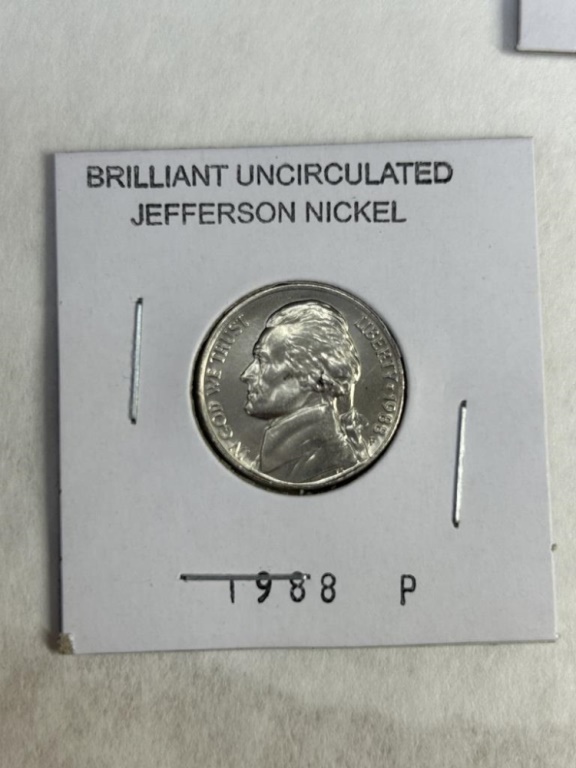 BRILLIANT UNCIRCULATED
JEFFERSON NICKEL
IN GOD WE TRUST
LIBERTY 1988
1988 P